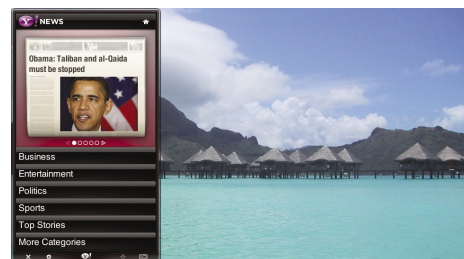 Y! NEWS
Obama: Taliban and al-Qaida
must be stopped
Business
Entertainment
Politics
Sports
Top Stories
More Categories
Y!